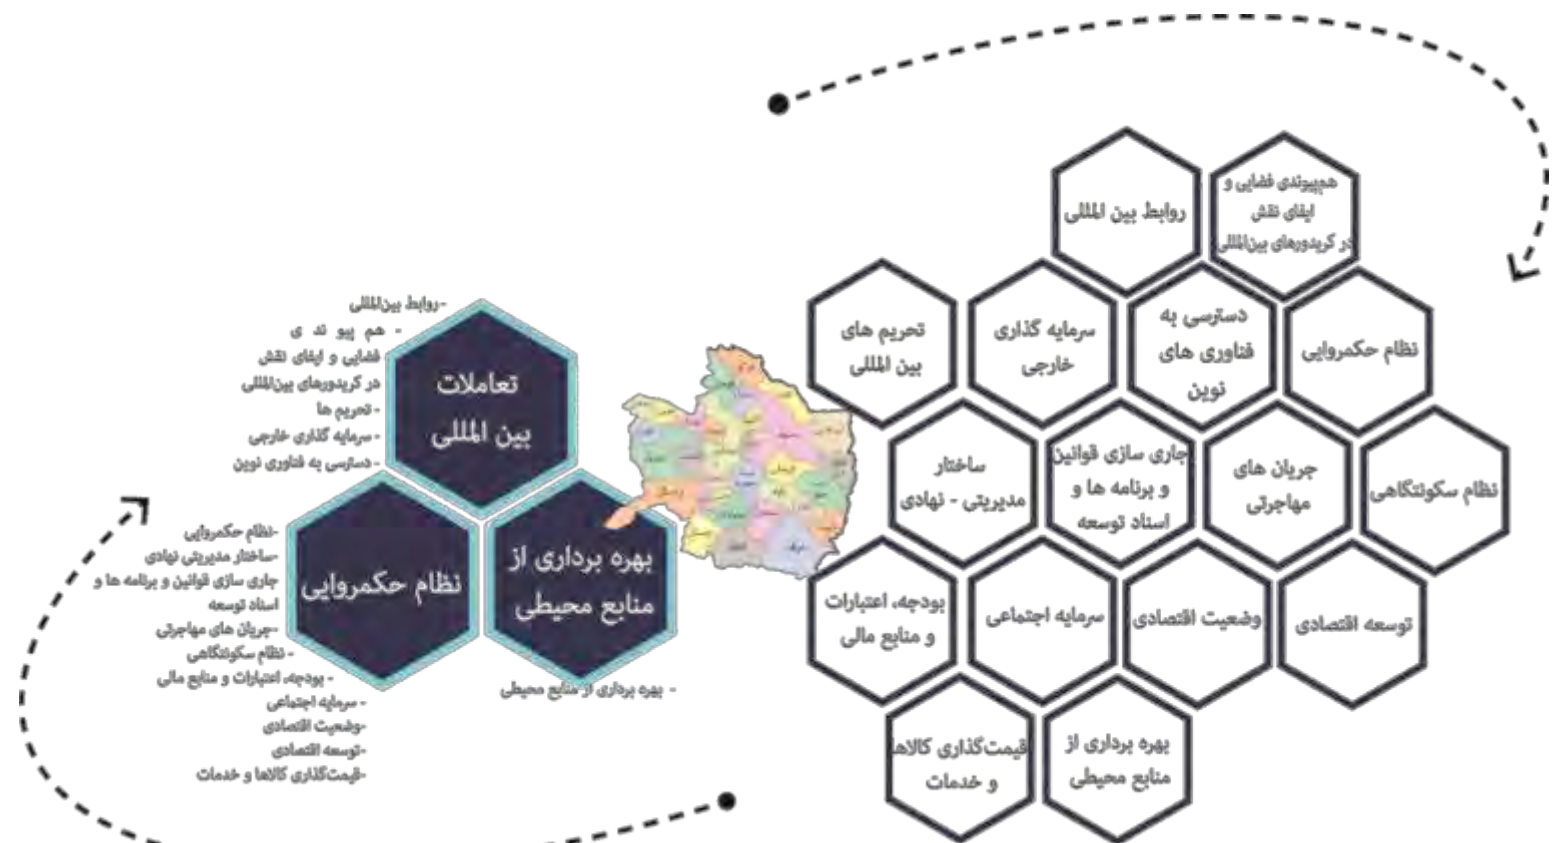 هم‌پیوندی فضایی و
ایفای نقش
در کریدورهای بین‌المللی
روابط بین المللی
نظام حکمروایی
دسترسی به
فناوری های
نوین
سرمایه گذاری
خارجی
تحریم های
بین المللی
نظام سکونتگاهی
جریان های
مهاجرتی
جاری سازی قوانین
و برنامه ها و
اسناد توسعه
ساختار
مدیریتی - نهادی
توسعه اقتصادی
وضعیت اقتصادی
سرمایه اجتماعی
بودجه، اعتبارات
و منابع مالی
بهره برداری از
منابع محیطی
قیمت‌گذاری کالاها
و خدمات
تعاملات
بین المللی
-روابط بین‌المللی
- هم پیو ند ی
فضایی و ایفای نقش
در کریدورهای بین‌المللی
- تحریم ها
- سرمایه گذاری خارجی
- دسترسی به فناوری نوین
بهره برداری از
منابع محیطی
- بهره برداری از منابع محیطی
نظام حکمروایی
-نظام حکمروایی
-ساختار مدیریتی نهادی
جاری سازی قوانین و برنامه ها و
اسناد توسعه
-جریان های مهاجرتی
- نظام سکونتگاهی
- بودجه، اعتبارات و منابع مالی
- سرمایه اجتماعی
-وضعیت اقتصادی
-توسعه اقتصادی
-قیمت‌گذاری کالاها و خدمات